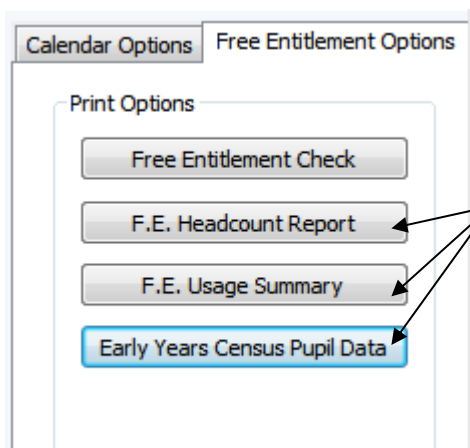 Calendar Options Free Entitlement Options
Print Options
Free Entitlement Check
F.E. Headcount Report
F.E. Usage Summary
Early Years Census Pupil Data